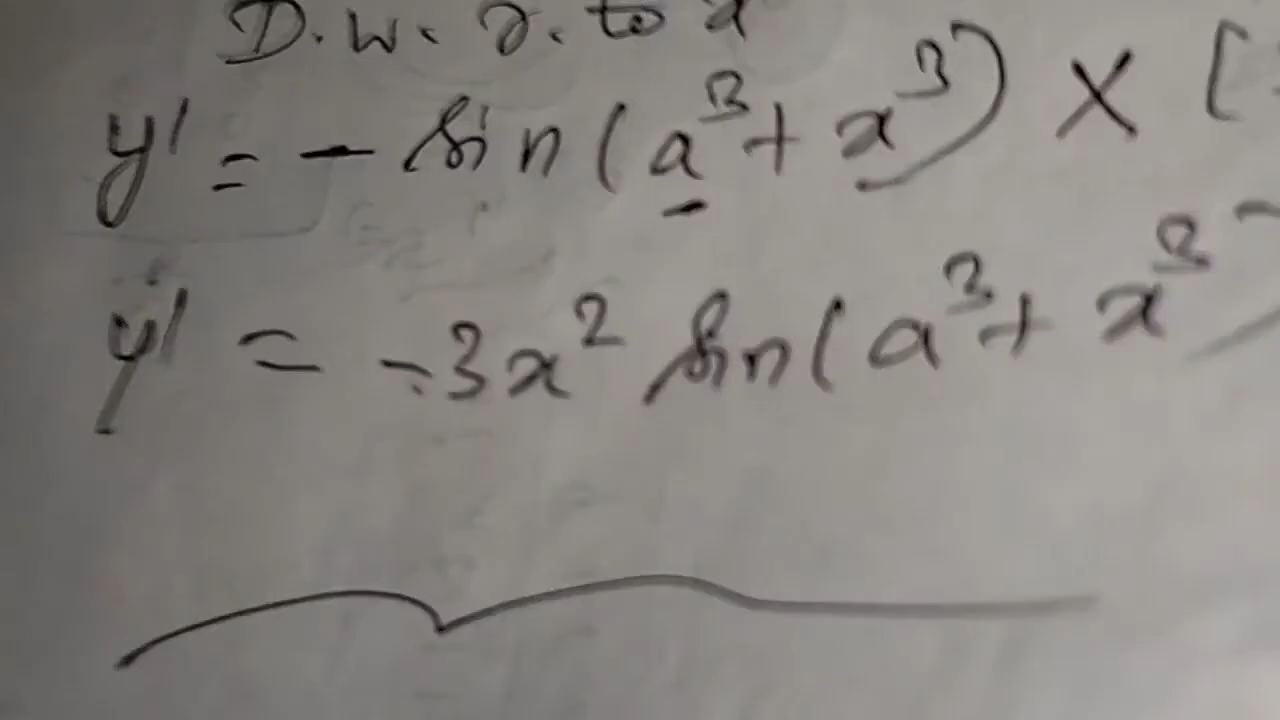 D. w. r. to x
y' = - sin(a³ + x³) × [
y' = -3x² sin(a³ + x³)